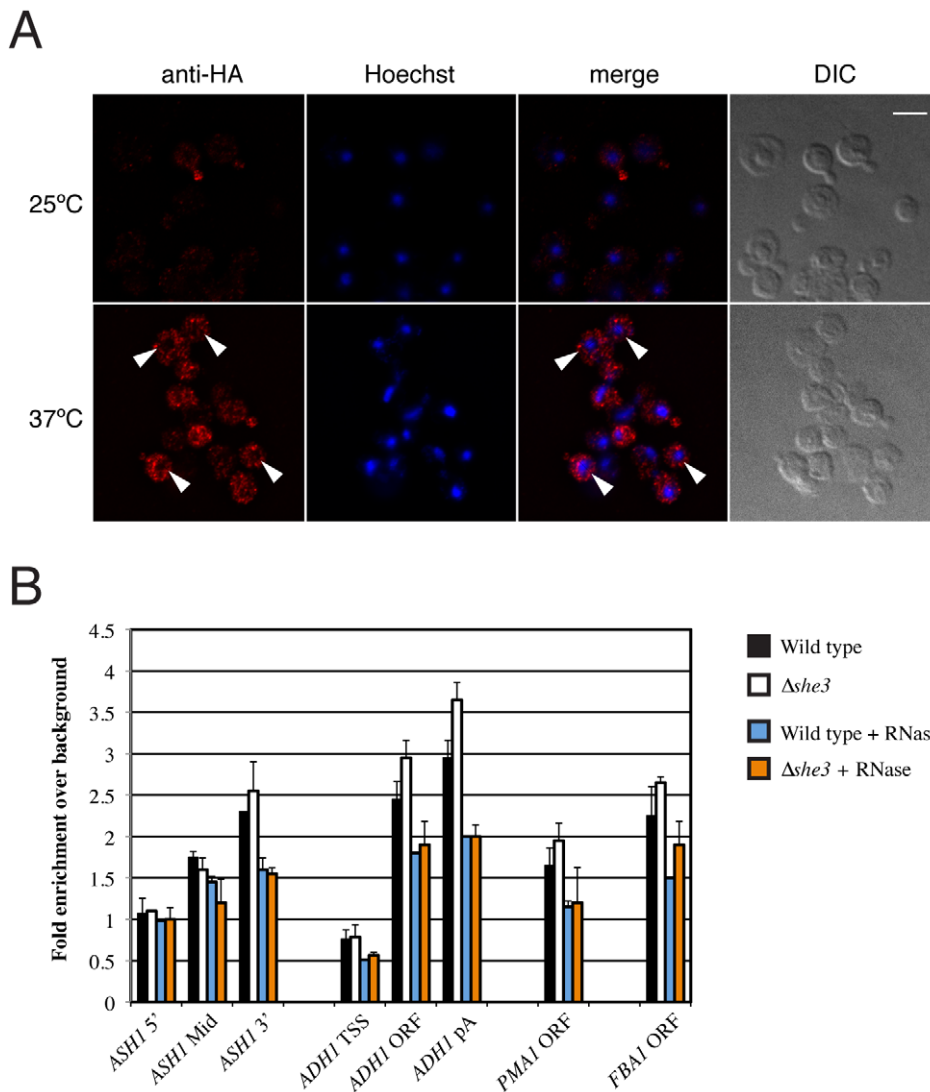 A
anti-HA Hoechst merge DIC
25ºC
37ºC
B
Fold enrichment over background
4.5
4
3.5
3
2.5
2
1.5
1
0.5
0
ASH1 5’
ASH1 Mid
ASH1 3’
ADH1 TSS
ADH1 ORF
ADH1 pA
PMA1 ORF
FBA1 ORF
Wild type
Δshe3
Wild type + RNas
Δshe3 + RNase